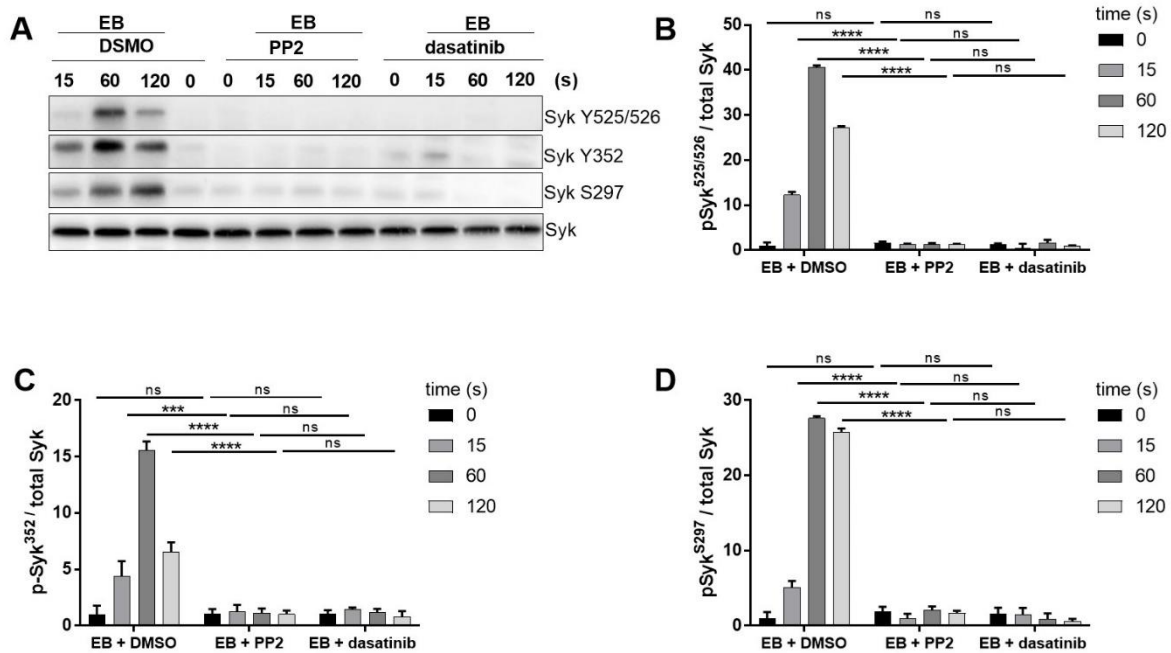 A
EB EB EB
DSMO PP2 dasatinib
15 60 120 0 0 15 60 120 0 15 60 120 (s)
Syk Y525/526
Syk Y352
Syk S297
Syk
B
ns ns
**** ns
**** ns
**** ns
time (s)
0
15
60
120
pSyk525/526 / total Syk
50
40
30
20
10
0
EB + DMSO EB + PP2 EB + dasatinib
C
ns ns
*** ns
**** ns
**** ns
time (s)
0
15
60
120
p-Syk352 / total Syk
20
15
10
5
0
EB + DMSO EB + PP2 EB + dasatinib
D
ns ns
**** ns
**** ns
**** ns
time (s)
0
15
60
120
pSykS297 / total Syk
30
20
10
0
EB + DMSO EB + PP2 EB + dasatinib